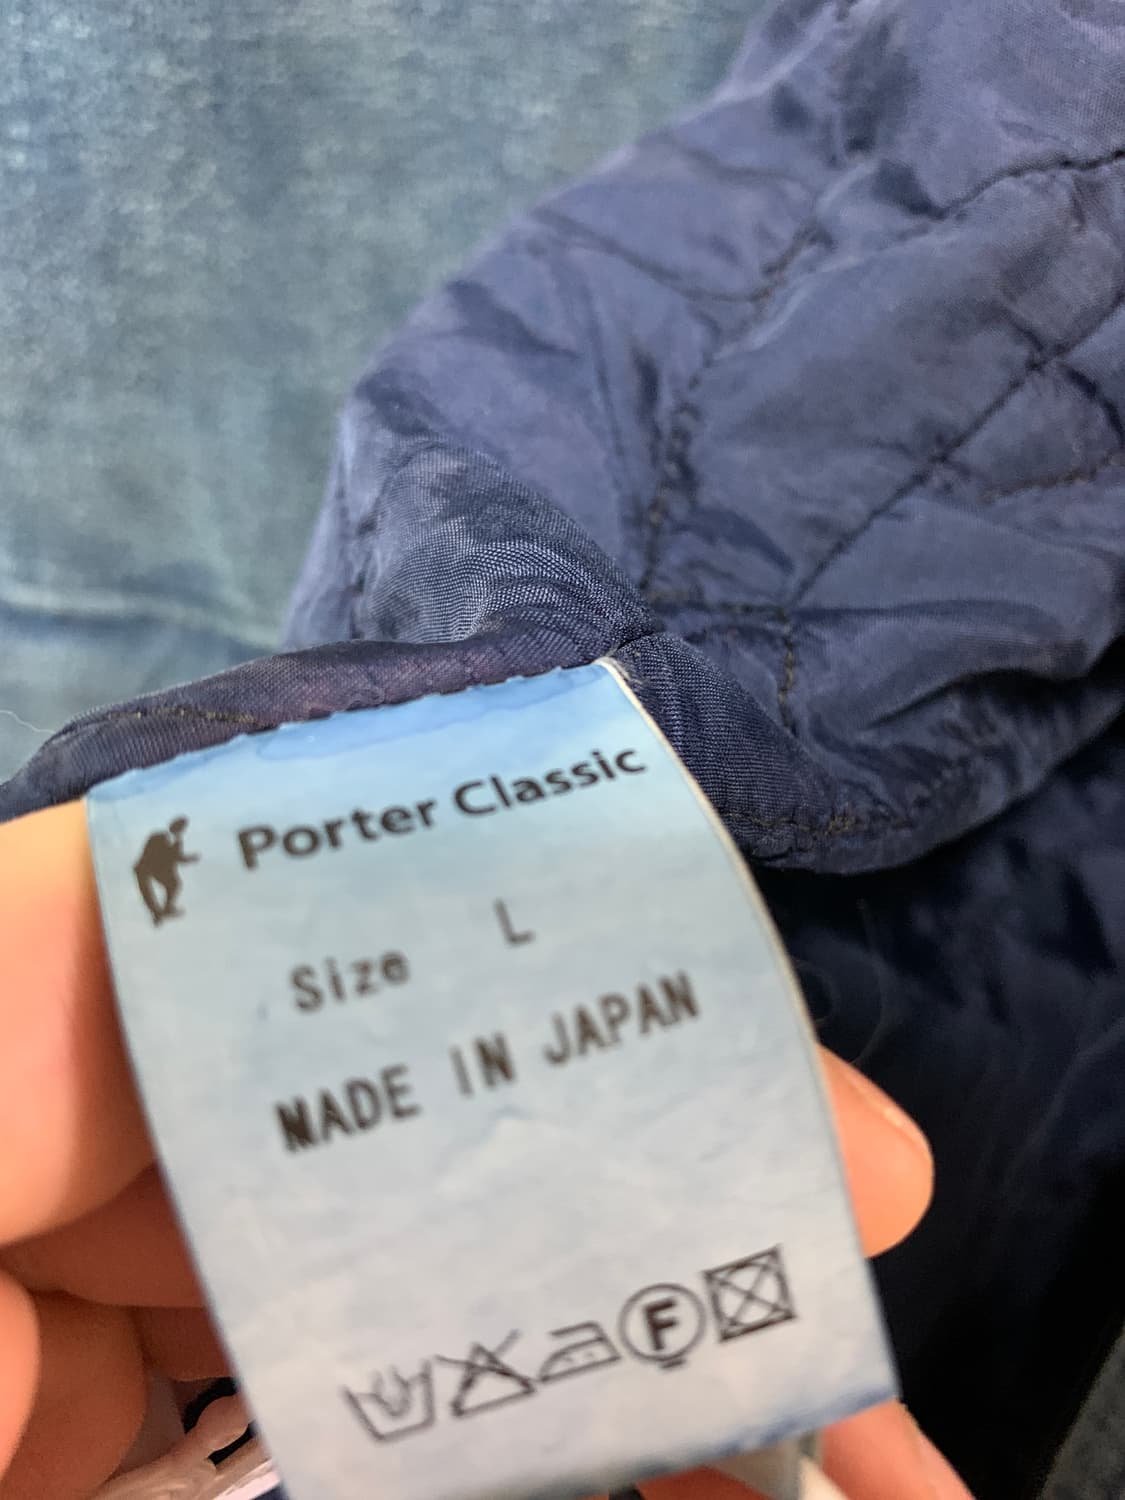 Porter Classic
Size L
MADE IN JAPAN
F